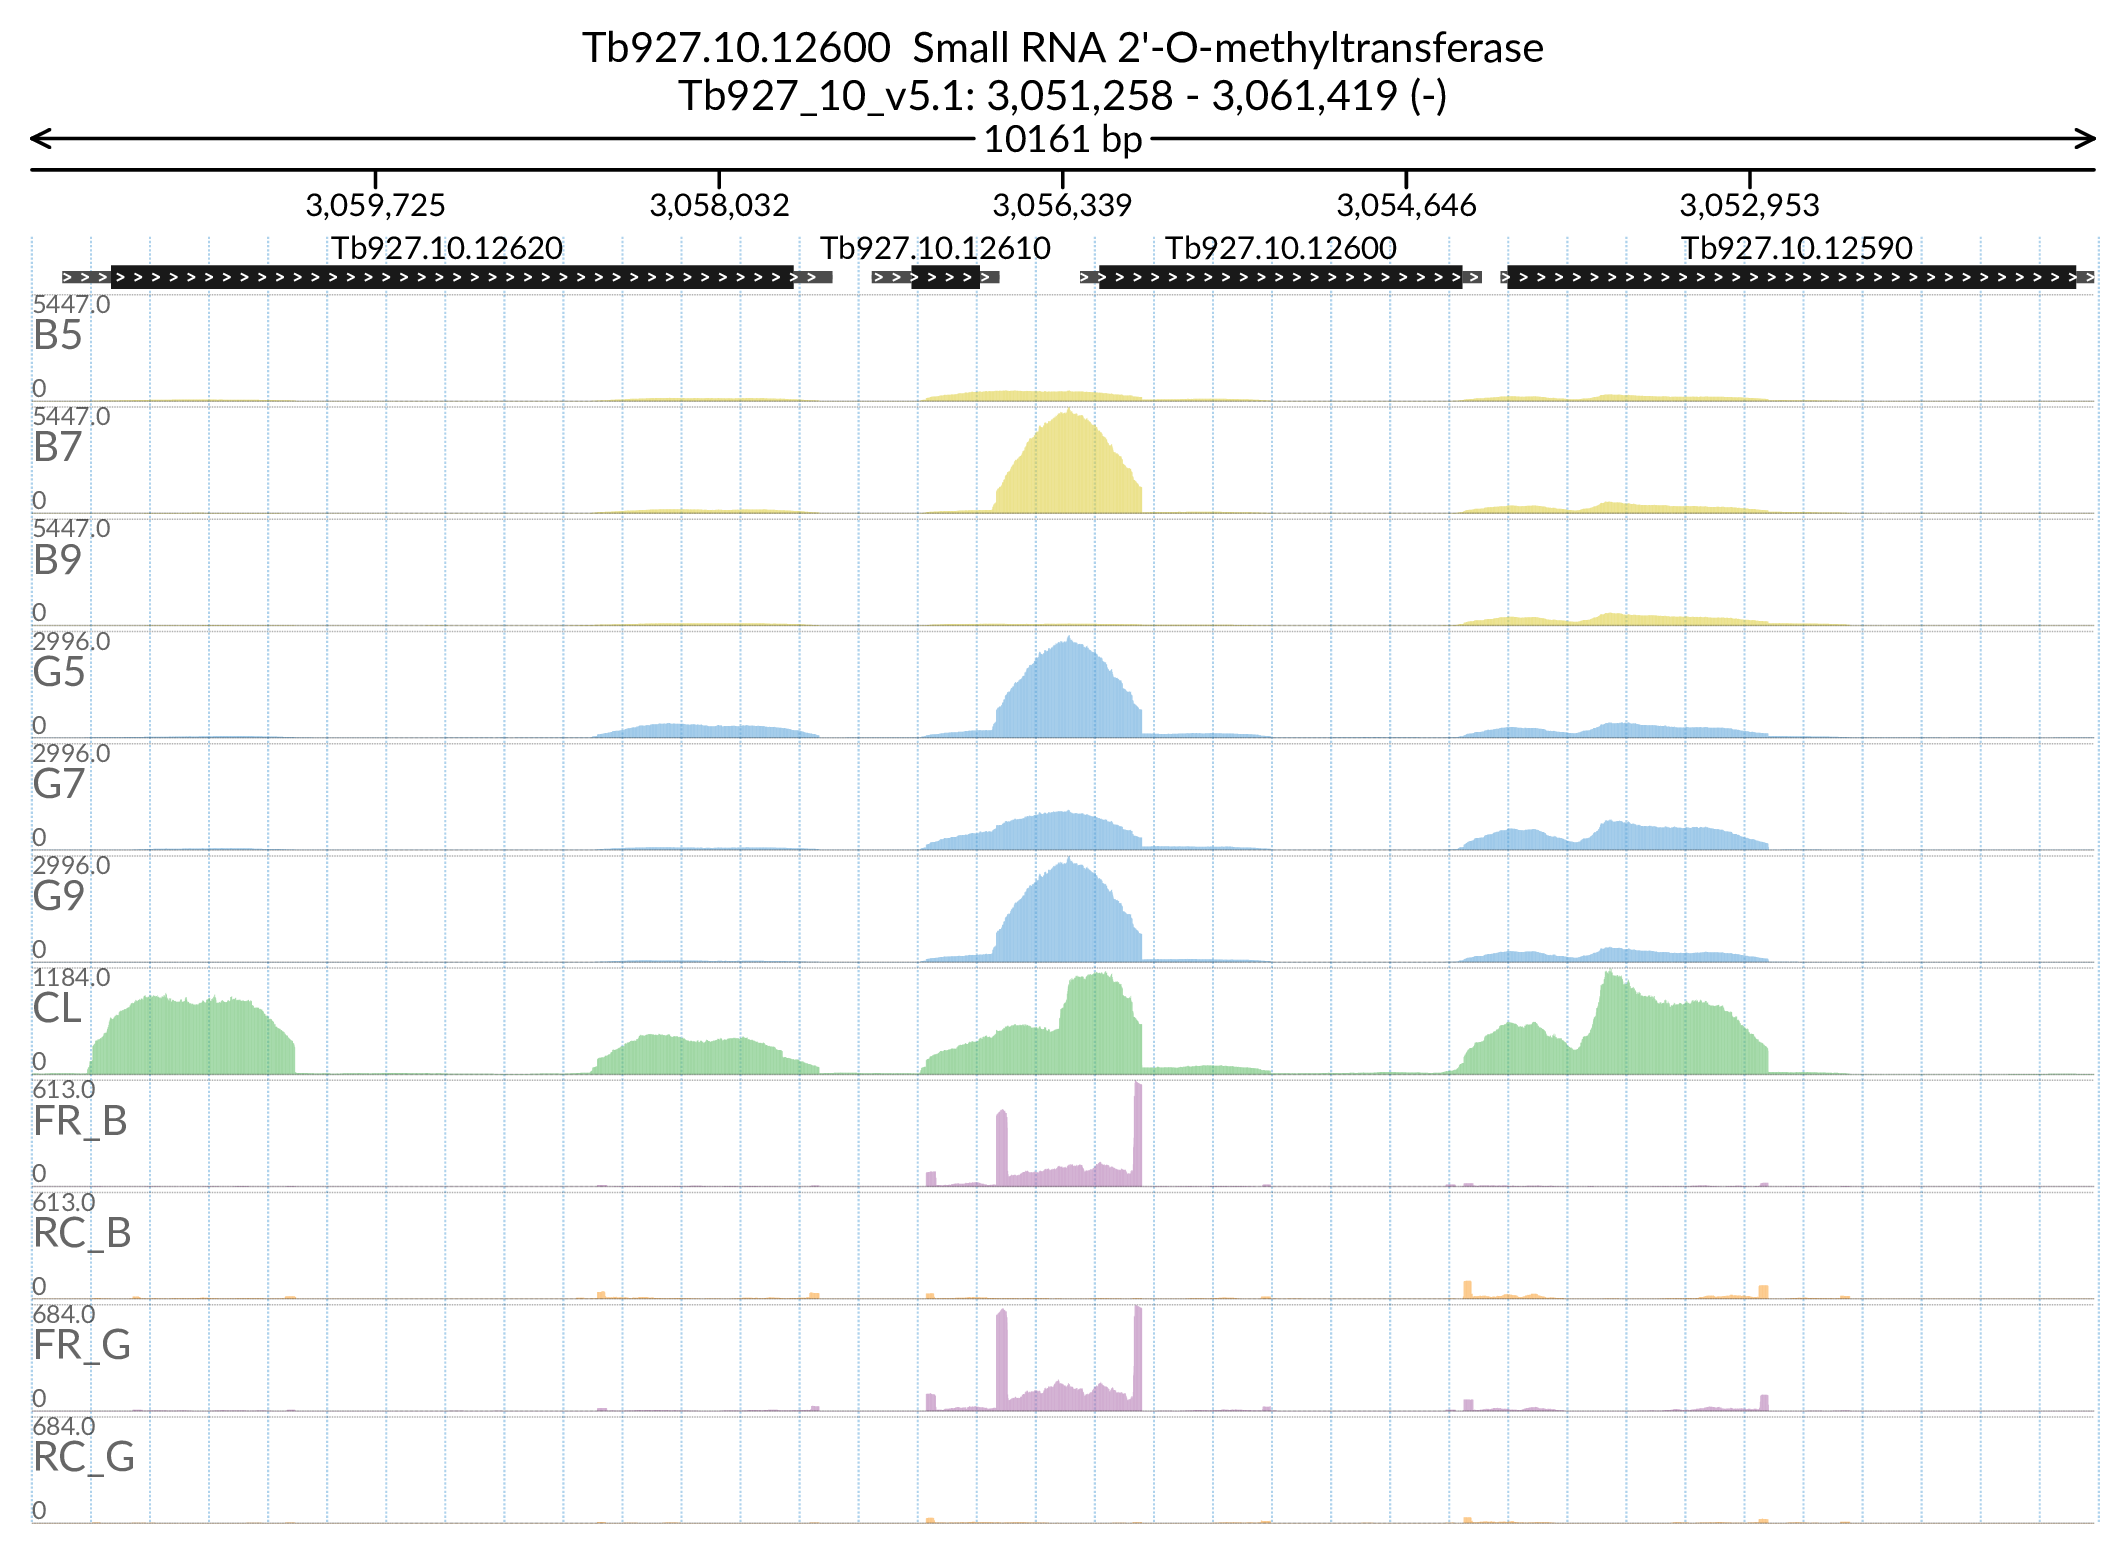 Tb927.10.12600  Small RNA 2'-O-methyltransferase
Tb927_10_v5.1: 3,051,258 - 3,061,419 (-)
10161 bp
3,059,725 3,058,032 3,056,339 3,054,646 3,052,953
Tb927.10.12620 Tb927.10.12610 Tb927.10.12600 Tb927.10.12590
5447.0
B5
0
5447.0
B7
0
5447.0
B9
0
2996.0
G5
0
2996.0
G7
0
2996.0
G9
0
1184.0
CL
0
613.0
FR_B
0
613.0
RC_B
0
684.0
FR_G
0
684.0
RC_G
0